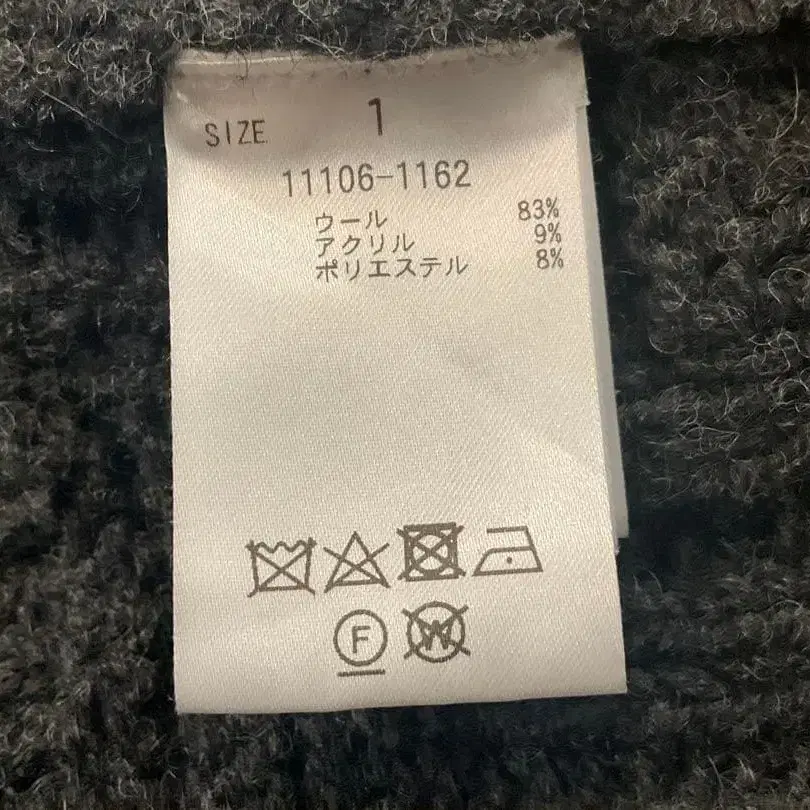 SIZE 1
11106-1162
ウール 83%
アクリル 9%
ポリエステル 8%
F W